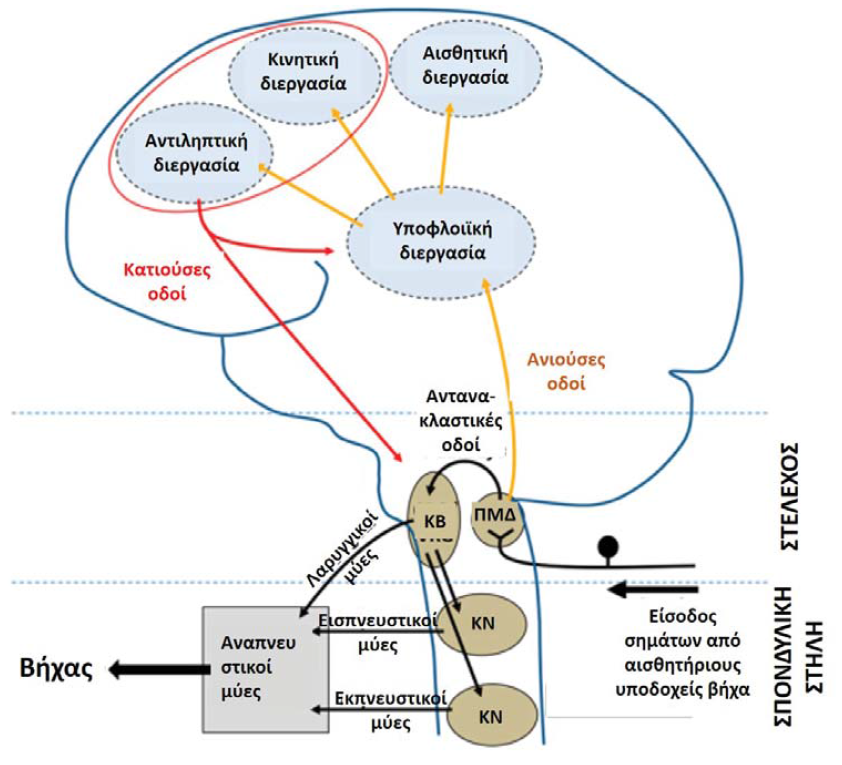 Κινητική
διεργασία
Αισθητική
διεργασία
Αντιληπτική
διεργασία
Υποφλοιϊκή
διεργασία
Κατιούσες
οδοί
Ανιούσες
οδοί
Αντανα-
κλαστικές
οδοί
ΣΤΕΛΕΧΟΣ
ΚΒ
ΠΜΔ
Λαρυγγικοί
μύες
Εισπνευστικοί
μύες
ΚΝ
Είσοδος
σημάτων από
αισθητήριους
υποδοχείς βήχα
ΣΠΟΝΔΥΛΙΚΗ
ΣΤΗΛΗ
Βήχας
Αναπνευ
στικοί
μύες
Εκπνευστικοί
μύες
ΚΝ